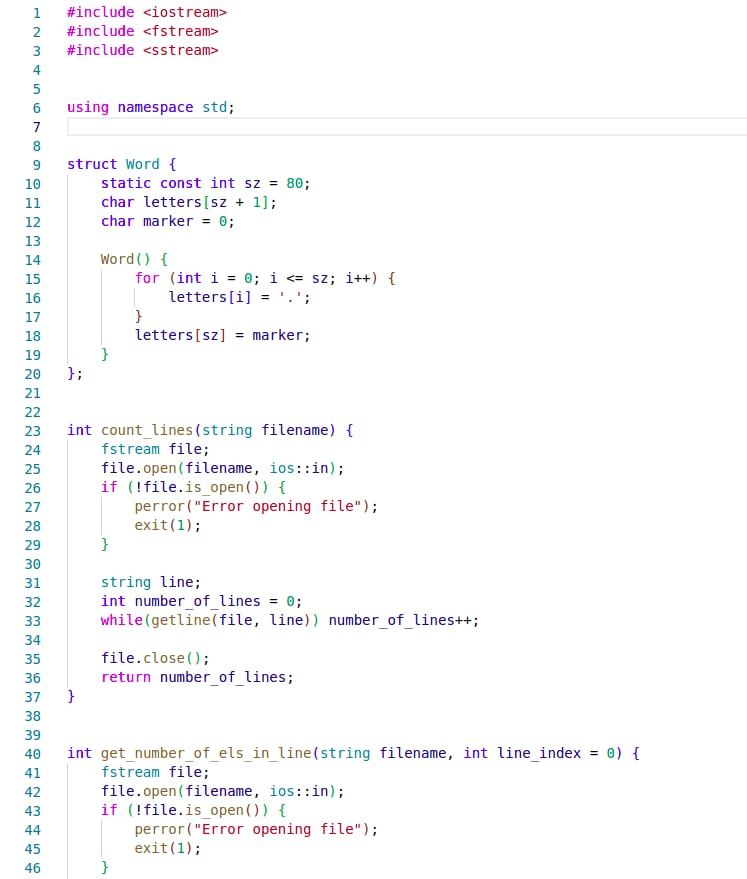 1 #include <iostream>
2 #include <fstream>
3 #include <sstream>
4
5
6 using namespace std;
7
8
9 struct Word {
10     static const int sz = 80;
11     char letters[sz + 1];
12     char marker = 0;
13
14     Word() {
15         for (int i = 0; i <= sz; i++) {
16             letters[i] = '.';
17         }
18         letters[sz] = marker;
19     }
20 };
21
22
23 int count_lines(string filename) {
24     fstream file;
25     file.open(filename, ios::in);
26     if (!file.is_open()) {
27         perror("Error opening file");
28         exit(1);
29     }
30
31     string line;
32     int number_of_lines = 0;
33     while(getline(file, line)) number_of_lines++;
34
35     file.close();
36     return number_of_lines;
37 }
38
39
40 int get_number_of_els_in_line(string filename, int line_index = 0) {
41     fstream file;
42     file.open(filename, ios::in);
43     if (!file.is_open()) {
44         perror("Error opening file");
45         exit(1);
46     }